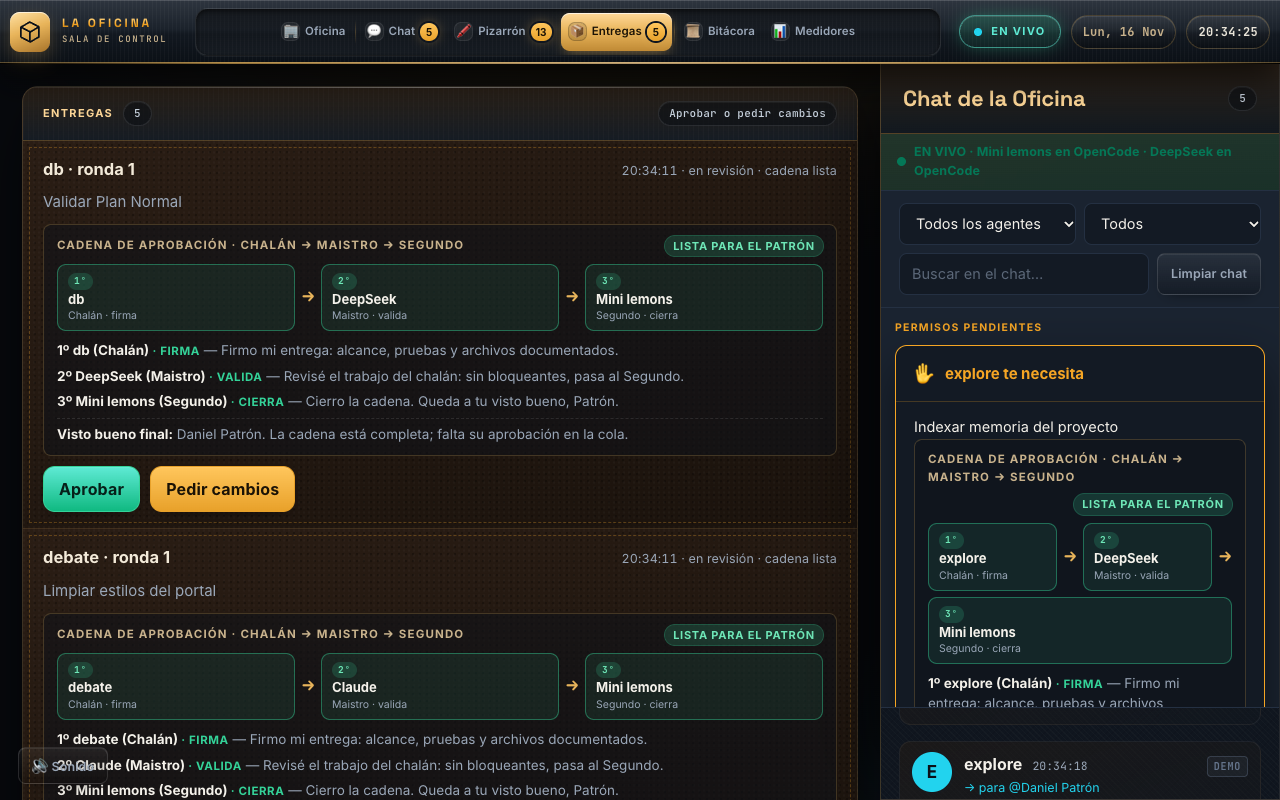 LA OFICINA
SALA DE CONTROL
Oficina
Chat 5
Pizarrón 13
Entregas 5
Bitácora
Medidores
EN VIVO
Lun, 16 Nov
20:34:25
ENTREGAS 5
Aprobar o pedir cambios
db · ronda 1
20:34:11 · en revisión · cadena lista
Validar Plan Normal
CADENA DE APROBACIÓN · CHALÁN → MAISTRO → SEGUNDO
LISTA PARA EL PATRÓN
1°
db
Chalán · firma
→
2°
DeepSeek
Maistro · valida
→
3°
Mini lemons
Segundo · cierra
1º db (Chalán) · FIRMA — Firmo mi entrega: alcance, pruebas y archivos documentados.
2º DeepSeek (Maistro) · VALIDA — Revisé el trabajo del chalán: sin bloqueantes, pasa al Segundo.
3º Mini lemons (Segundo) · CIERRA — Cierro la cadena. Queda a tu visto bueno, Patrón.
Visto bueno final: Daniel Patrón. La cadena está completa; falta su aprobación en la cola.
Aprobar
Pedir cambios
debate · ronda 1
20:34:11 · en revisión · cadena lista
Limpiar estilos del portal
CADENA DE APROBACIÓN · CHALÁN → MAISTRO → SEGUNDO
LISTA PARA EL PATRÓN
1°
debate
Chalán · firma
→
2°
Claude
Maistro · valida
→
3°
Mini lemons
Segundo · cierra
1º debate (Chalán) · FIRMA — Firmo mi entrega: alcance, pruebas y archivos documentados.
2º Claude (Maistro) · VALIDA — Revisé el trabajo del chalán: sin bloqueantes, pasa al Segundo.
3º Mini lemons (Segundo) · CIERRA — Cierro la cadena. Queda a tu visto bueno, Patrón.
Sonido
Chat de la Oficina
5
EN VIVO · Mini lemons en OpenCode · DeepSeek en
OpenCode
Todos los agentes
Todos
Buscar en el chat...
Limpiar chat
PERMISOS PENDIENTES
explore te necesita
Indexar memoria del proyecto
CADENA DE APROBACIÓN · CHALÁN →
MAISTRO → SEGUNDO
LISTA PARA EL PATRÓN
1°
explore
Chalán · firma
→
2°
DeepSeek
Maistro · valida
→
3°
Mini lemons
Segundo · cierra
1º explore (Chalán) · FIRMA — Firmo mi
entrega: alcance, pruebas y archivos
E
explore 20:34:18
DEMO
→ para @Daniel Patrón